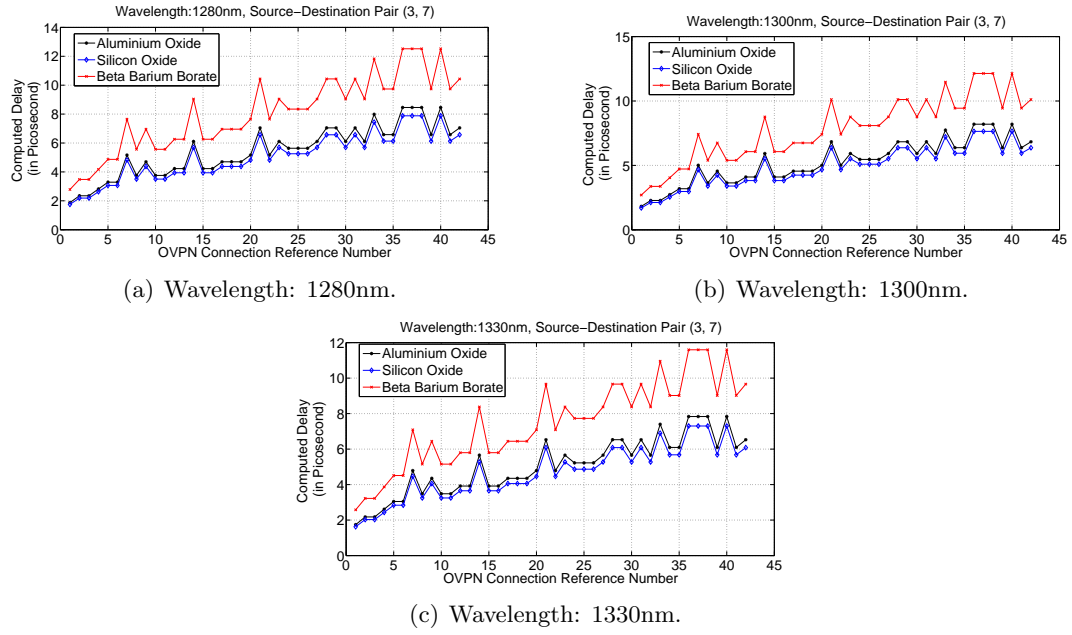 Wavelength:1280nm, Source−Destination Pair (3, 7)
14
12
10
8
6
4
2
0
Computed Delay
(in Picosecond)
Aluminium Oxide
Silicon Oxide
Beta Barium Borate
0 5 10 15 20 25 30 35 40 45
OVPN Connection Reference Number
(a) Wavelength: 1280nm.
Wavelength:1300nm, Source−Destination Pair (3, 7)
15
10
5
0
Computed Delay
(in Picosecond)
Aluminium Oxide
Silicon Oxide
Beta Barium Borate
0 5 10 15 20 25 30 35 40 45
OVPN Connection Reference Number
(b) Wavelength: 1300nm.
Wavelength:1330nm, Source−Destination Pair (3, 7)
12
10
8
6
4
2
0
Computed Delay
(in Picosecond)
Aluminium Oxide
Silicon Oxide
Beta Barium Borate
0 5 10 15 20 25 30 35 40 45
OVPN Connection Reference Number
(c) Wavelength: 1330nm.